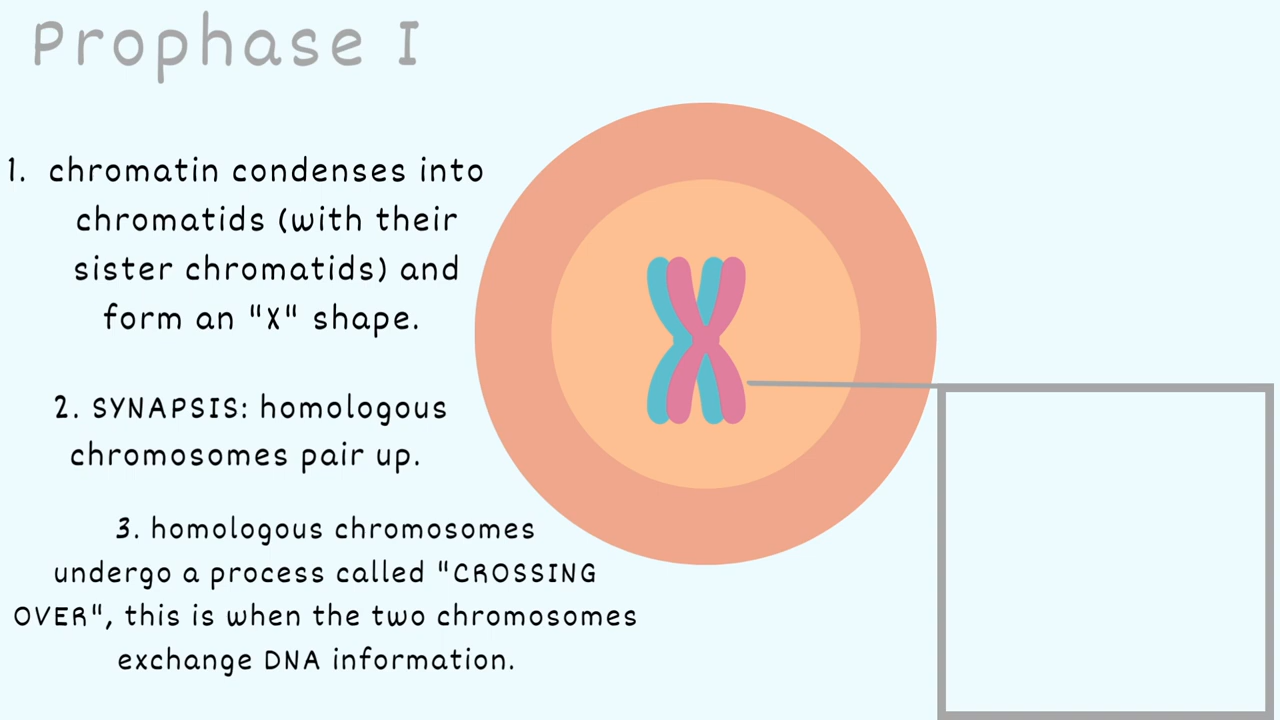 Prophase I
1. chromatin condenses into
chromatids (with their
sister chromatids) and
form an "X" shape.
2. SYNAPSIS: homologous
chromosomes pair up.
3. homologous chromosomes
undergo a process called "CROSSING
OVER", this is when the two chromosomes
exchange DNA information.